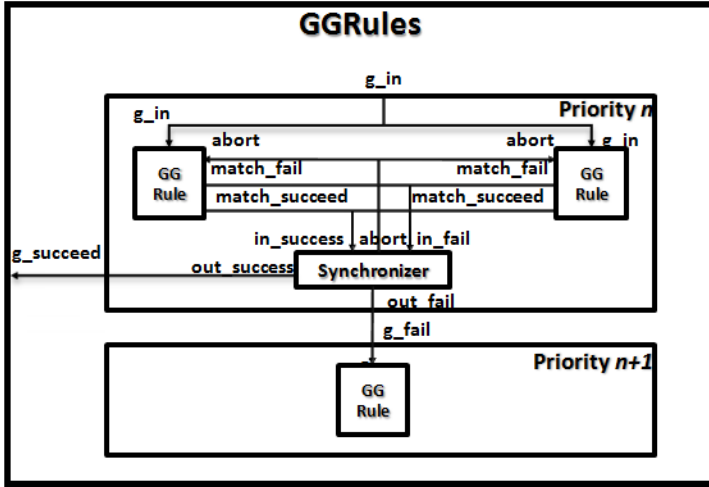 GGRules
g_in
Priority n
g_in
abort
abort
g_in
GG
Rule
match_fail
match_fail
GG
Rule
match_succeed
match_succeed
in_success
abort
in_fail
g_succeed
out_success
Synchronizer
out_fail
g_fail
Priority n+1
GG
Rule